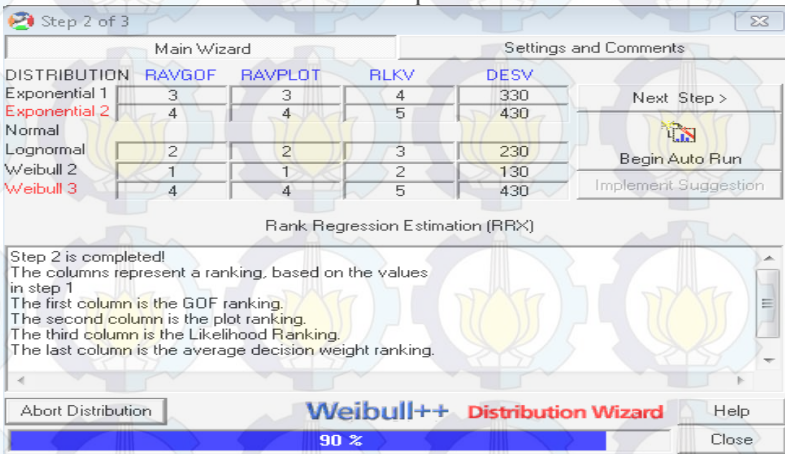 Step 2 of 3
Main Wizard Settings and Comments
DISTRIBUTION RAVGOF RAVPLOT RLKV DESV
Exponential 1 3 3 4 330
Exponential 2 4 4 5 430
Normal
Lognormal 2 2 3 230
Weibull 2 1 1 2 130
Weibull 3 4 4 5 430
Next Step >
Begin Auto Run
Implement Suggestion
Rank Regression Estimation (RRX)
Step 2 is completed!
The columns represent a ranking, based on the values
in step 1
The first column is the GOF ranking.
The second column is the plot ranking.
The third column is the Likelihood Ranking.
The last column is the average decision weight ranking.
Abort Distribution Weibull++ Distribution Wizard Help
90 % Close